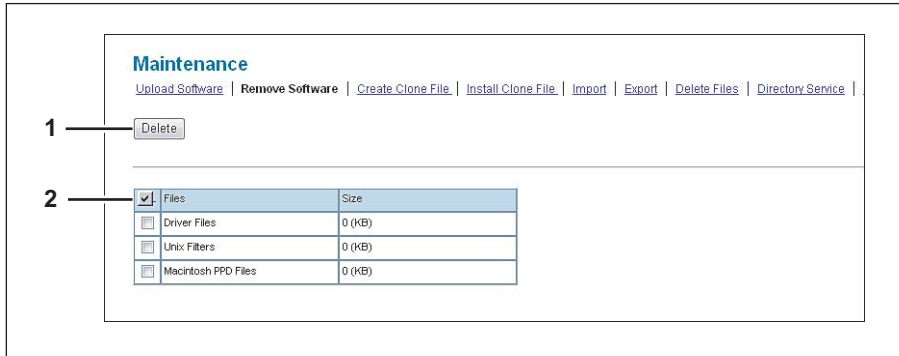 Maintenance
Upload Software | Remove Software | Create Clone File | Install Clone File | Import | Export | Delete Files | Directory Service |
1
Delete
2
Files Size
Driver Files 0 (KB)
Unix Filters 0 (KB)
Macintosh PPD Files 0 (KB)